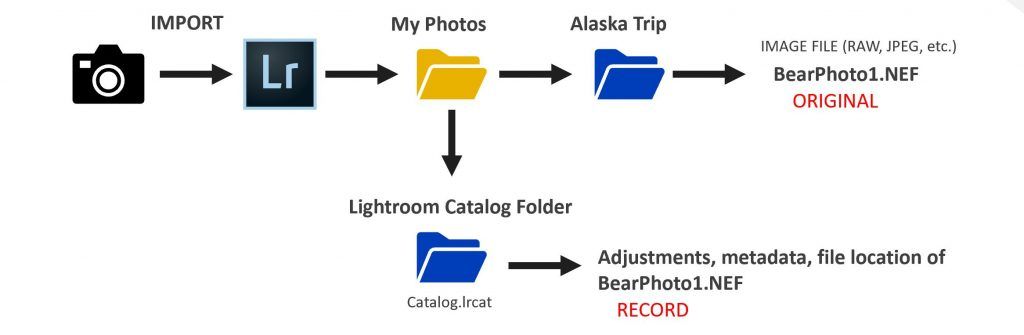 IMPORT
My Photos
Alaska Trip
Lr
IMAGE FILE (RAW, JPEG, etc.)
BearPhoto1.NEF
ORIGINAL
Lightroom Catalog Folder
Catalog.lrcat
Adjustments, metadata, file location of
BearPhoto1.NEF
RECORD